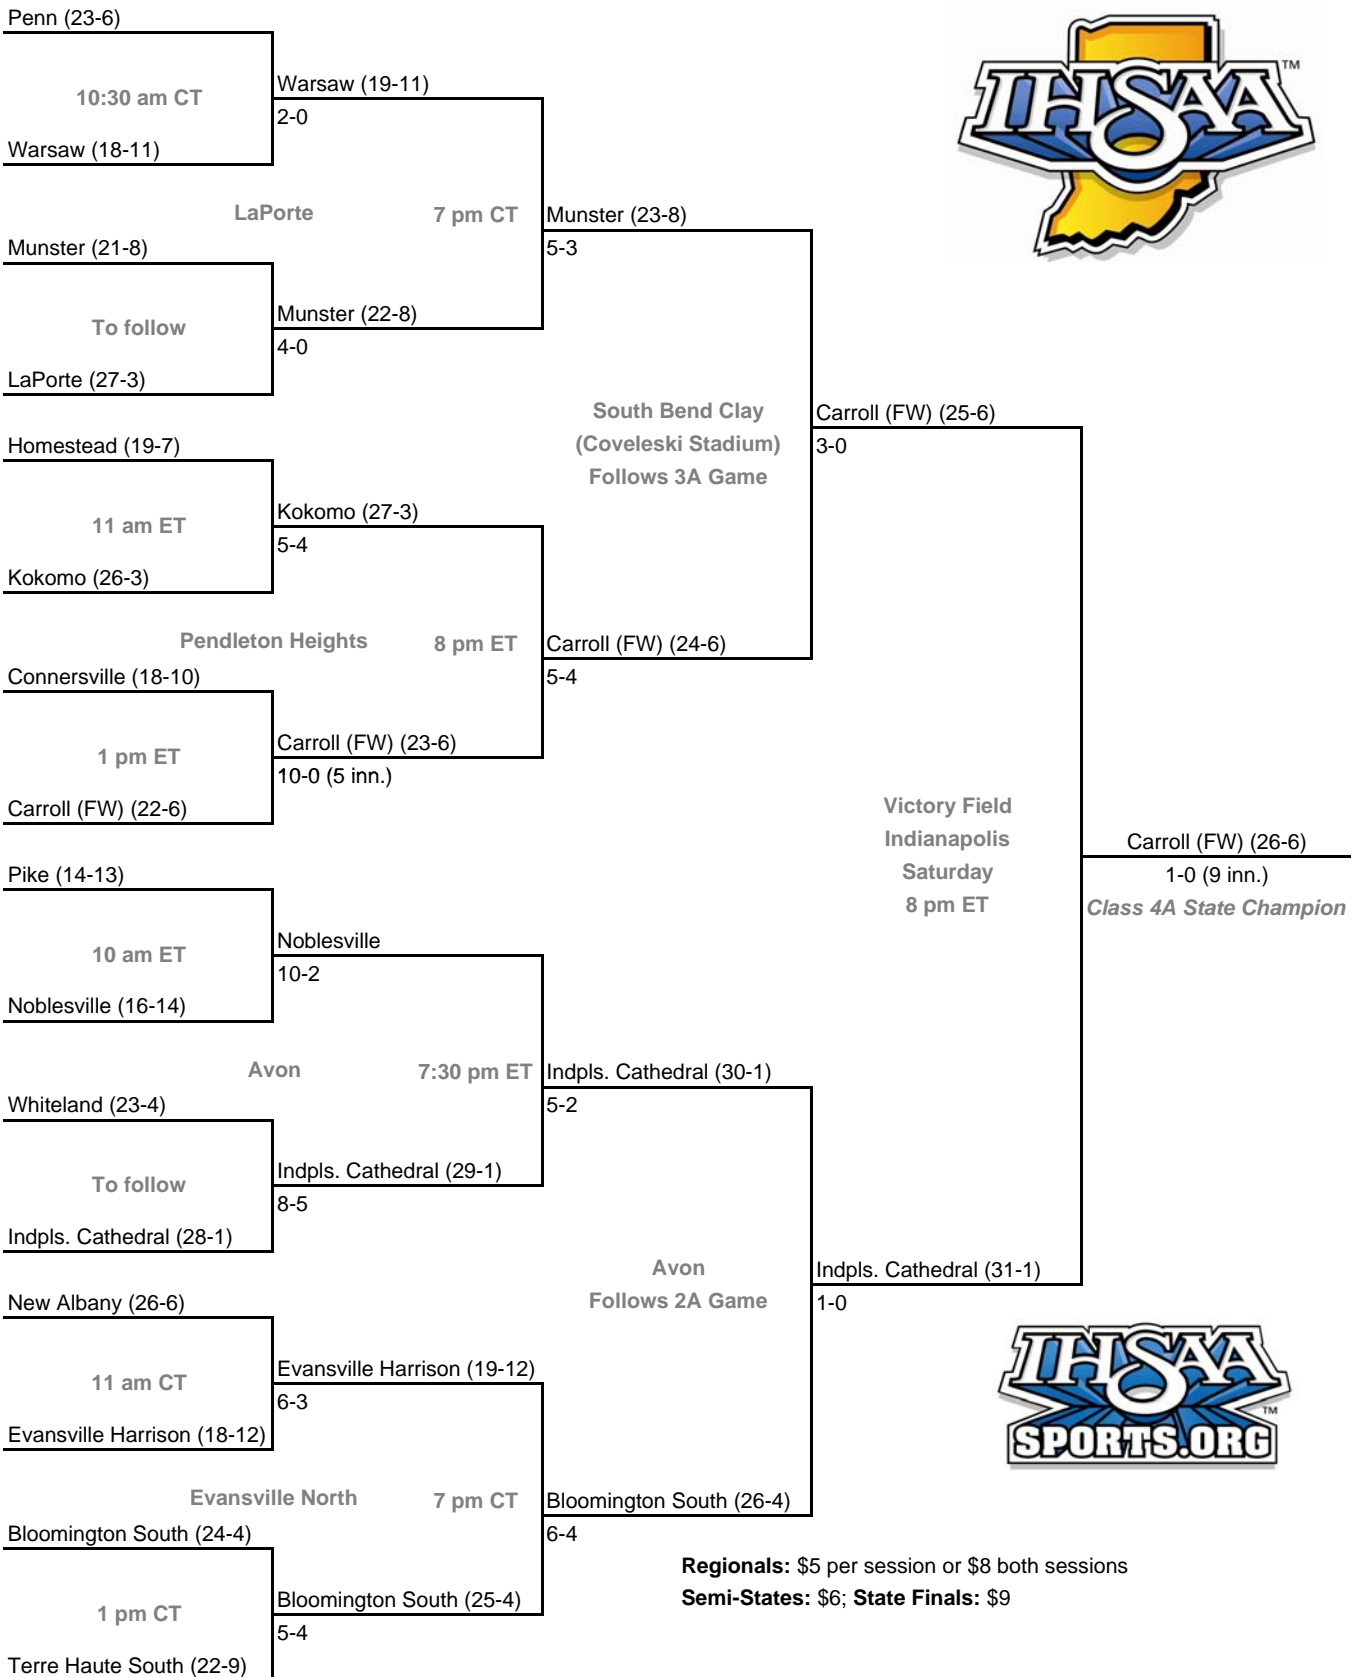 Penn (23-6)
10:30 am CT
Warsaw (19-11)
2-0
Warsaw (18-11)
LaPorte
7 pm CT
Munster (23-8)
5-3
Munster (21-8)
To follow
Munster (22-8)
4-0
LaPorte (27-3)
South Bend Clay
(Coveleski Stadium)
Follows 3A Game
Carroll (FW) (25-6)
3-0
Homestead (19-7)
11 am ET
Kokomo (27-3)
5-4
Kokomo (26-3)
Pendleton Heights
8 pm ET
Carroll (FW) (24-6)
5-4
Connersville (18-10)
1 pm ET
Carroll (FW) (23-6)
10-0 (5 inn.)
Carroll (FW) (22-6)
Victory Field
Indianapolis
Saturday
8 pm ET
Carroll (FW) (26-6)
1-0 (9 inn.)
Class 4A State Champion
Pike (14-13)
10 am ET
Noblesville
10-2
Noblesville (16-14)
Avon
7:30 pm ET
Indpls. Cathedral (30-1)
5-2
Whiteland (23-4)
To follow
Indpls. Cathedral (29-1)
8-5
Indpls. Cathedral (28-1)
Avon
Follows 2A Game
Indpls. Cathedral (31-1)
1-0
New Albany (26-6)
11 am CT
Evansville Harrison (19-12)
6-3
Evansville Harrison (18-12)
Evansville North
7 pm CT
Bloomington South (26-4)
6-4
Bloomington South (24-4)
1 pm CT
Bloomington South (25-4)
5-4
Terre Haute South (22-9)
Regionals: $5 per session or $8 both sessions
Semi-States: $6; State Finals: $9
IHSAA
TM
IHSAA
TM
SPORTS.ORG